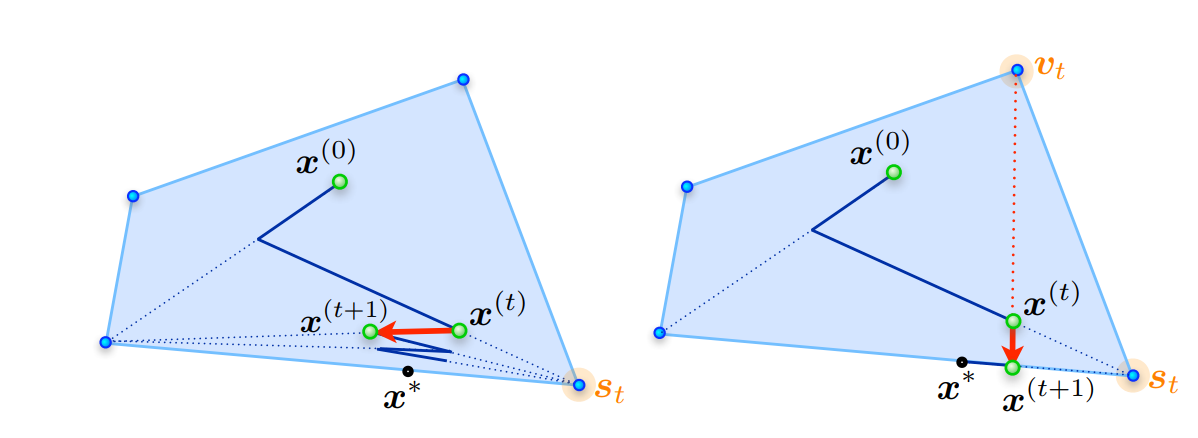 x^(0)
x^(t+1)
x^(t)
x^*
s_t
v_t
x^(0)
x^(t)
x^*
x^(t+1)
s_t